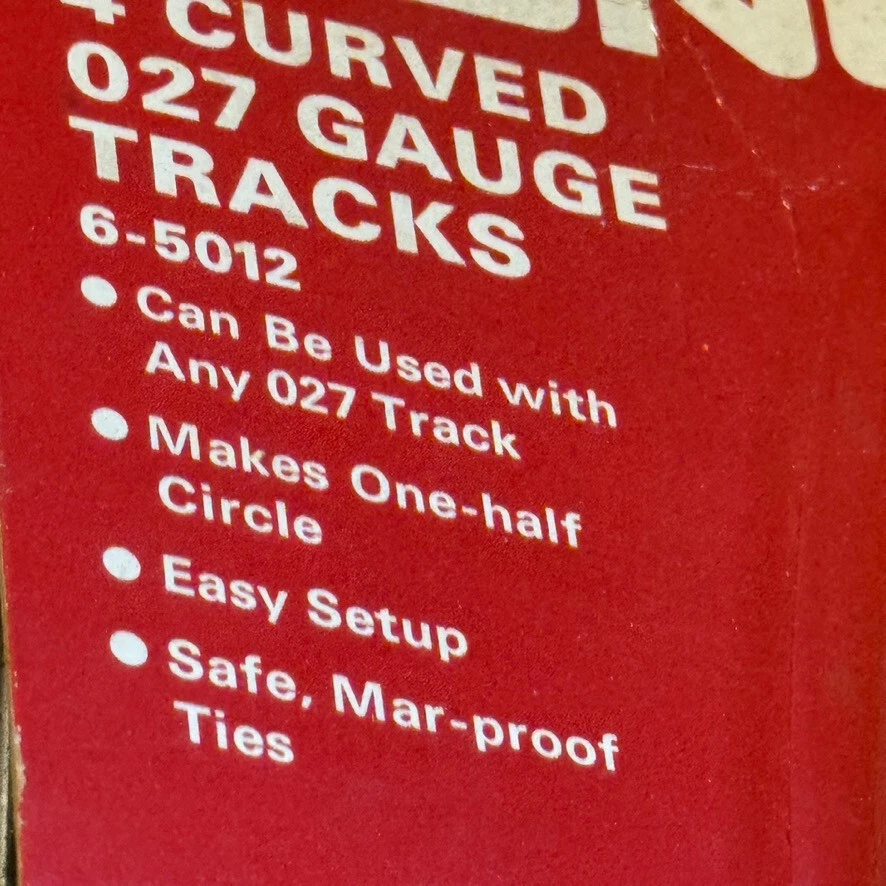 4 CURVED
027 GAUGE
TRACKS
6-5012
● Can Be Used with
Any 027 Track
● Makes One-half
Circle
● Easy Setup
● Safe, Mar-proof
Ties